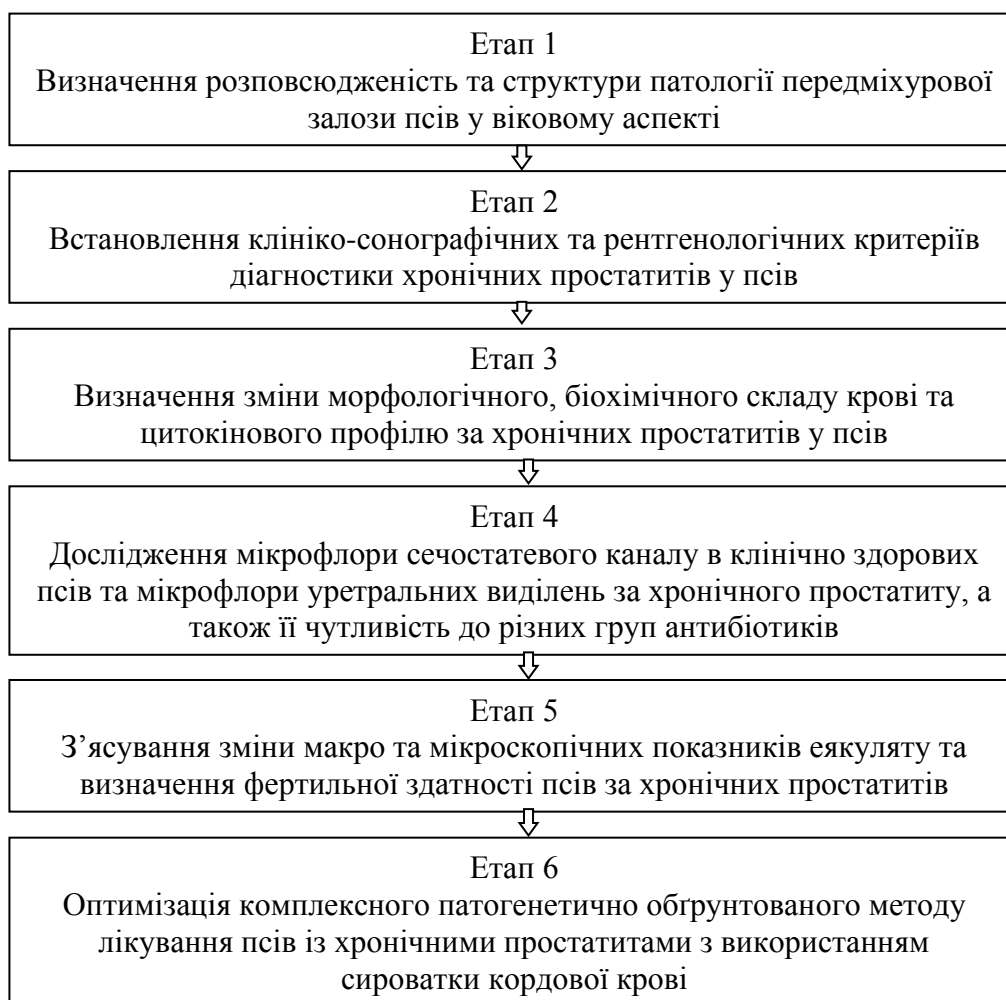 Етап 1
Визначення розповсюдженість та структури патології передміхурової
залози псів у віковому аспекті
Етап 2
Встановлення клініко-сонографічних та рентгенологічних критеріїв
діагностики хронічних простатитів у псів
Етап 3
Визначення зміни морфологічного, біохімічного складу крові та
цитокінового профілю за хронічних простатитів у псів
Етап 4
Дослідження мікрофлори сечостатевого каналу в клінічно здорових
псів та мікрофлори уретральних виділень за хронічного простатиту, а
також її чутливість до різних груп антибіотиків
Етап 5
З’ясування зміни макро та мікроскопічних показників еякуляту та
визначення фертильної здатності псів за хронічних простатитів
Етап 6
Оптимізація комплексного патогенетично обґрунтованого методу
лікування псів із хронічними простатитами з використанням
сироватки кордової крові